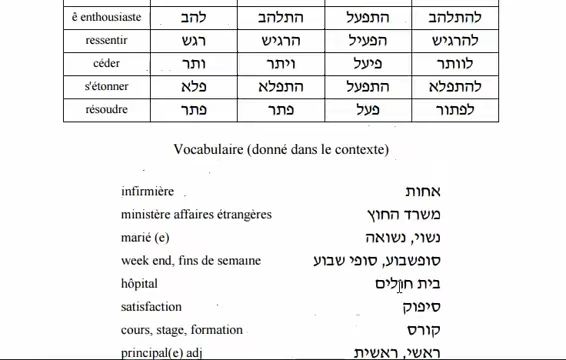 ê enthousiaste להב התלהב התפעל להתלהב
ressentir רגש הרגיש הפעיל להרגיש
céder ותר ויתר פיעל לוותר
s'étonner פלא התפלא התפעל להתפלא
résoudre פתר פתר פעל לפתור
Vocabulaire (donné dans le contexte)
infirmière אחות
ministère affaires étrangères משרד החוץ
marié (e) נשוי, נשואה
week end, fins de semaine סופשבוע, סופי שבוע
hôpital בית חולים
satisfaction סיפוק
cours, stage, formation קורס
principal(e) adj ראשי, ראשית